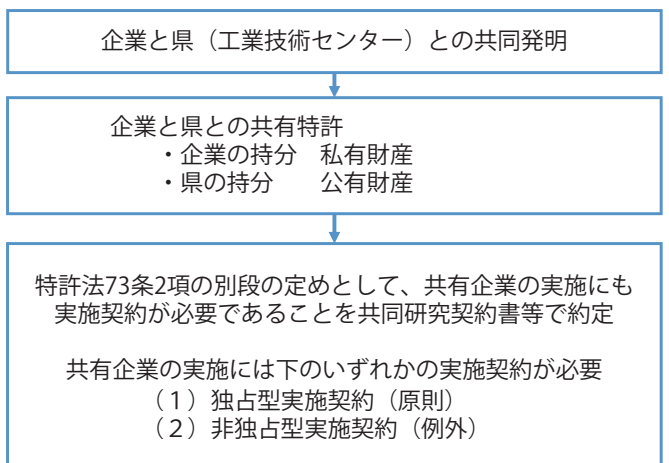 企業と県（工業技術センター）との共同発明
企業と県との共有特許
・企業の持分　私有財産
・県の持分　　公有財産
特許法73条2項の別段の定めとして、共有企業の実施にも
実施契約が必要であることを共同研究契約書等で約定
共有企業の実施には下のいずれかの実施契約が必要
（１）独占型実施契約（原則）
（２）非独占型実施契約（例外）